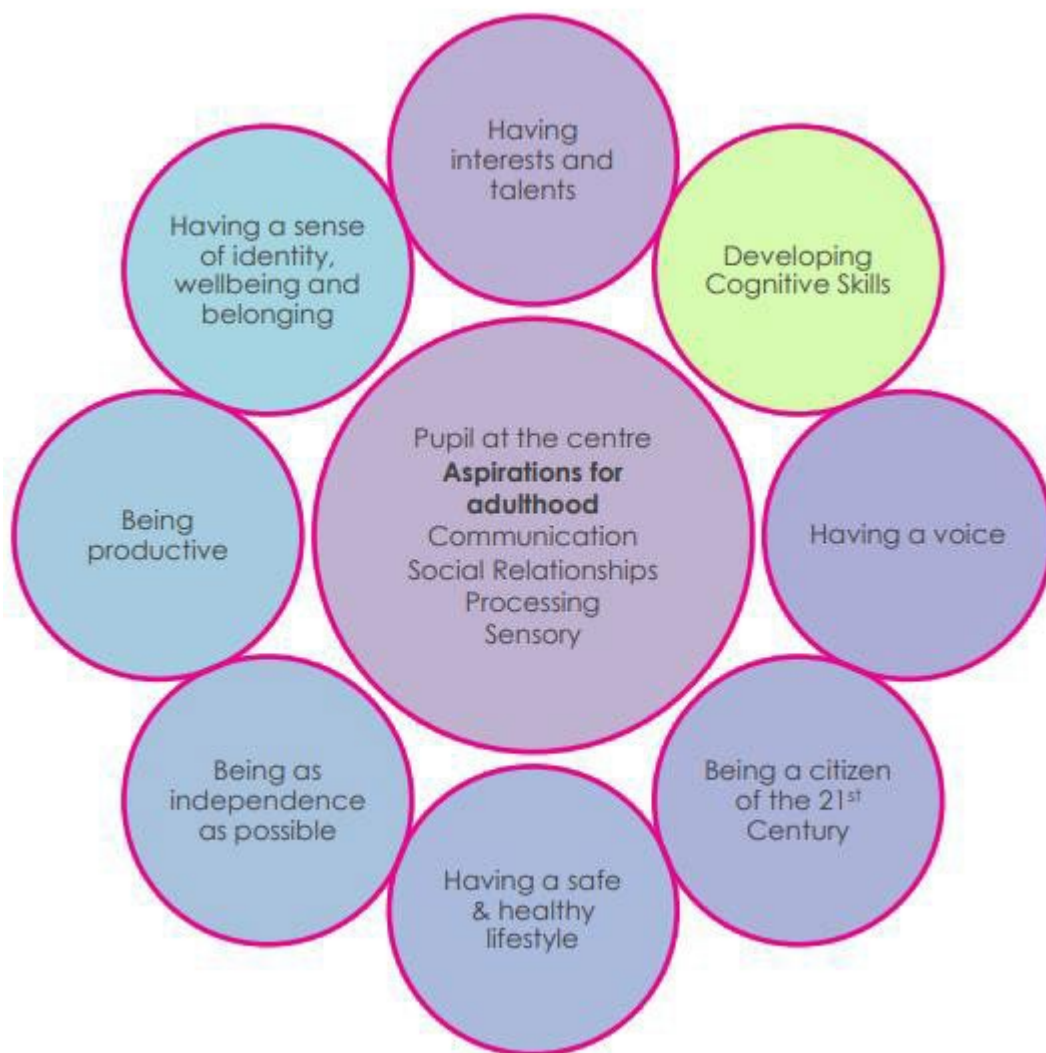 Having
interests and
talents
Developing
Cognitive Skills
Having a voice
Being a citizen
of the 21st
Century
Having a safe
& healthy
lifestyle
Being as
independence
as possible
Being
productive
Having a sense
of identity,
wellbeing and
belonging
Pupil at the centre
Aspirations for
adulthood
Communication
Social Relationships
Processing
Sensory